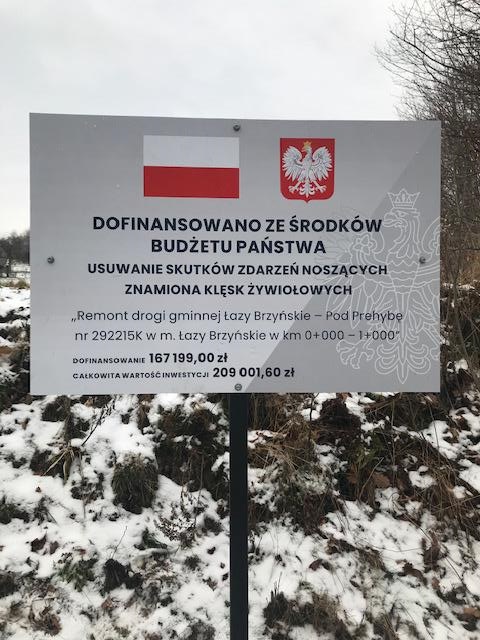 DOFINANSOWANO ZE ŚRODKÓW
BUDŻETU PAŃSTWA
USUWANIE SKUTKÓW ZDARZEŃ NOSZĄCYCH
ZNAMIONA KLĘSK ŻYWIOŁOWYCH
„Remont drogi gminnej Łazy Brzyńskie – Pod Prehybę
nr 292215K w m. Łazy Brzyńskie w km 0+000 – 1+000”
DOFINANSOWANIE 167 199,00 zł
CAŁKOWITA WARTOŚĆ INWESTYCJI 209 001,60 zł